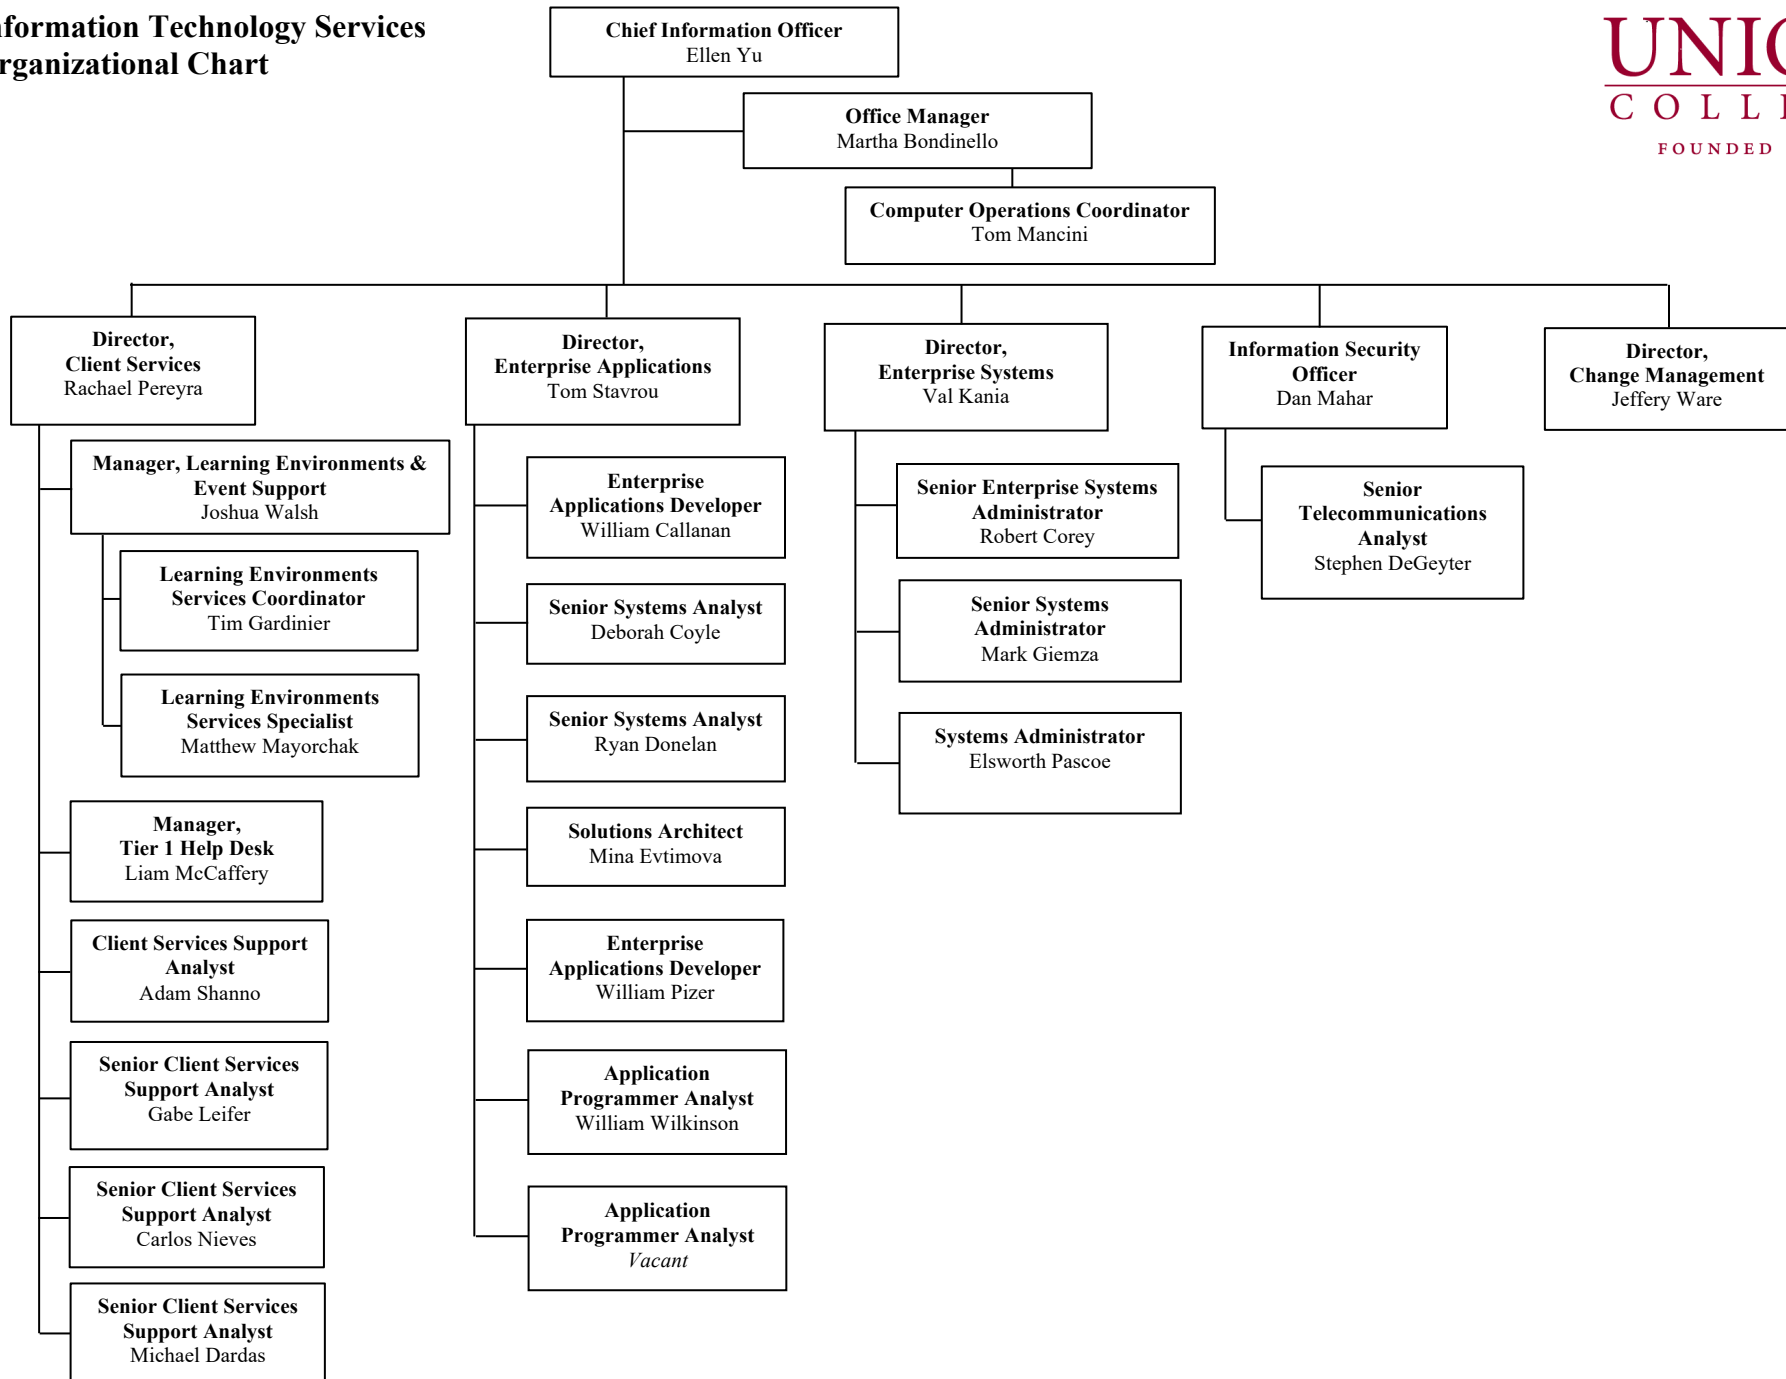 nformation Technology Services
rganizational Chart
Chief Information Officer
Ellen Yu
UNIO
COLLE
FOUNDED
Office Manager
Martha Bondinello
Computer Operations Coordinator
Tom Mancini
Director,
Client Services
Rachael Pereyra
Director,
Enterprise Applications
Tom Stavrou
Director,
Enterprise Systems
Val Kania
Information Security
Officer
Dan Mahar
Director,
Change Management
Jeffery Ware
Manager, Learning Environments &
Event Support
Joshua Walsh
Learning Environments
Services Coordinator
Tim Gardinier
Learning Environments
Services Specialist
Matthew Mayorchak
Manager,
Tier 1 Help Desk
Liam McCaffery
Client Services Support
Analyst
Adam Shanno
Senior Client Services
Support Analyst
Gabe Leifer
Senior Client Services
Support Analyst
Carlos Nieves
Senior Client Services
Support Analyst
Michael Dardas
Enterprise
Applications Developer
William Callanan
Senior Systems Analyst
Deborah Coyle
Senior Systems Analyst
Ryan Donelan
Solutions Architect
Mina Evtimova
Enterprise
Applications Developer
William Pizer
Application
Programmer Analyst
William Wilkinson
Application
Programmer Analyst
Vacant
Senior Enterprise Systems
Administrator
Robert Corey
Senior Systems
Administrator
Mark Giemza
Systems Administrator
Elsworth Pascoe
Senior
Telecommunications
Analyst
Stephen DeGeyter